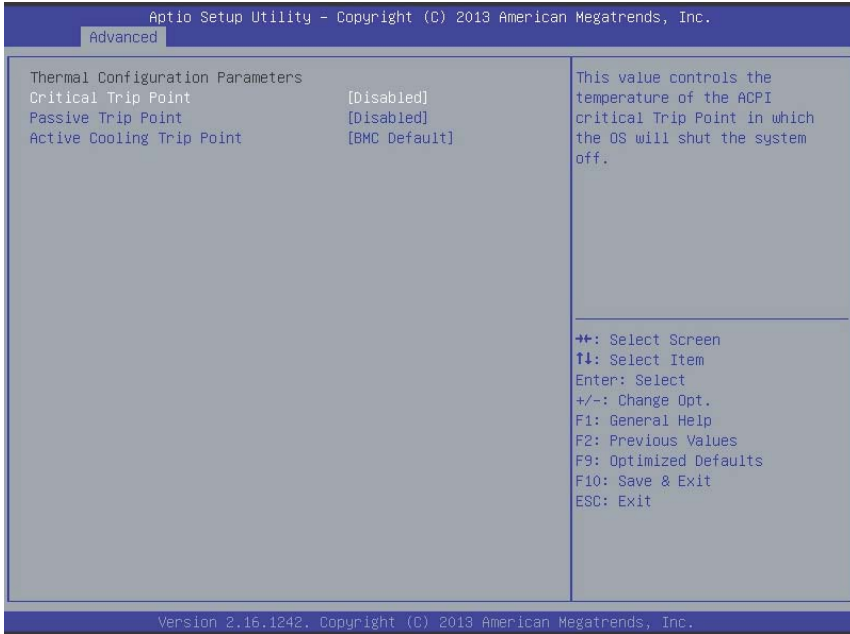 Aptio Setup Utility – Copyright (C) 2013 American Megatrends, Inc.
Advanced
Thermal Configuration Parameters
Critical Trip Point [Disabled]
Passive Trip Point [Disabled]
Active Cooling Trip Point [BMC Default]
This value controls the
temperature of the ACPI
critical Trip Point in which
the OS will shut the system
off.
→←: Select Screen
↑↓: Select Item
Enter: Select
+/-: Change Opt.
F1: General Help
F2: Previous Values
F9: Optimized Defaults
F10: Save & Exit
ESC: Exit
Version 2.16.1242. Copyright (C) 2013 American Megatrends, Inc.